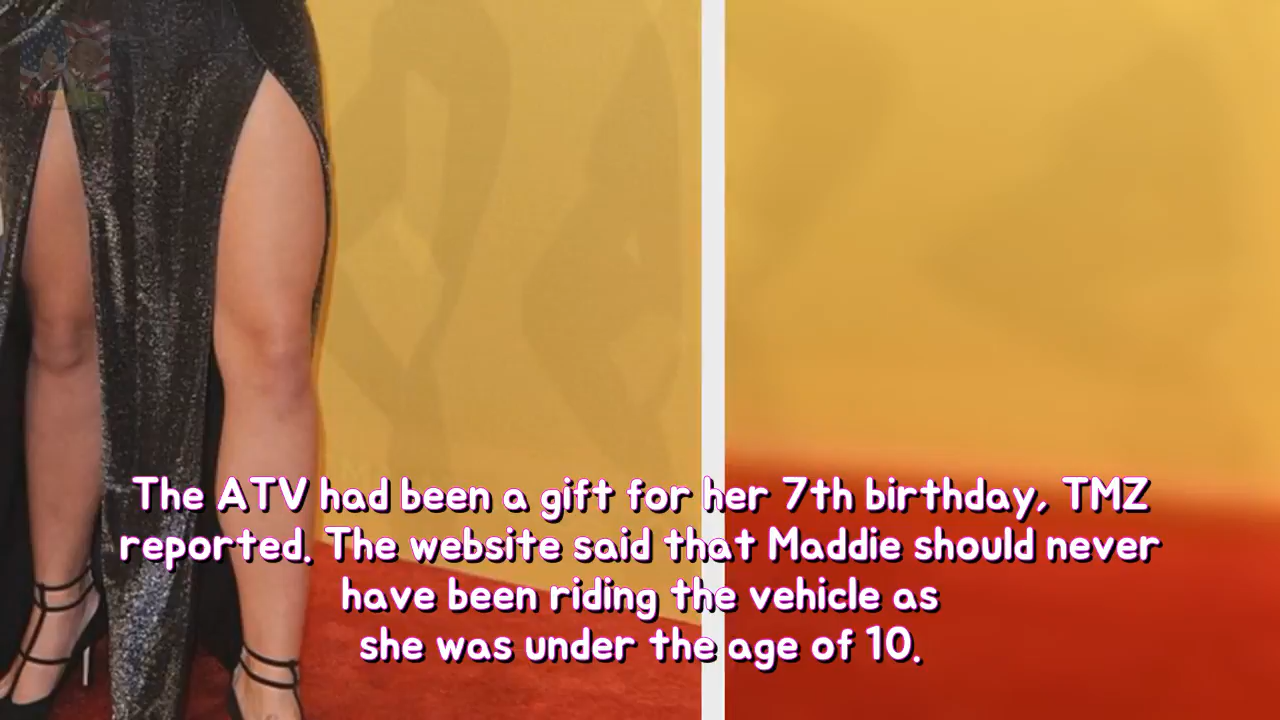 The ATV had been a gift for her 7th birthday, TMZ
reported. The website said that Maddie should never
have been riding the vehicle as
she was under the age of 10.